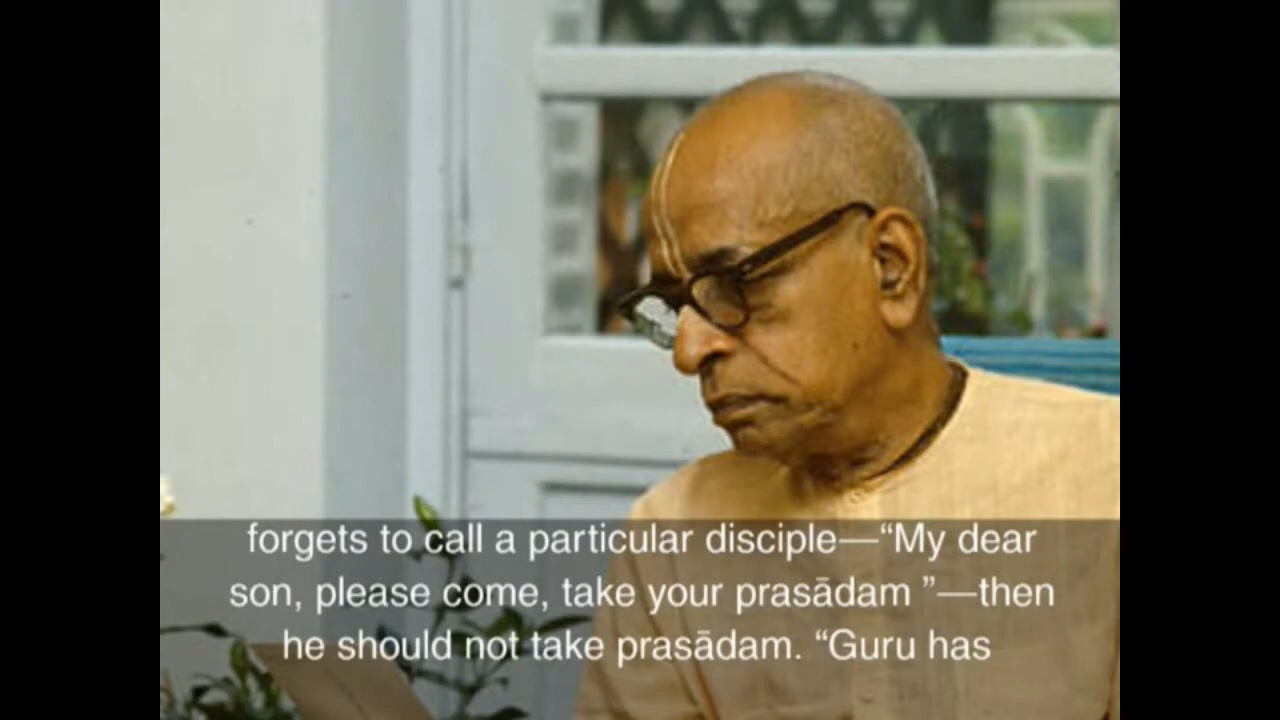 forgets to call a particular disciple—“My dear
son, please come, take your prasādam ”—then
he should not take prasādam. “Guru has